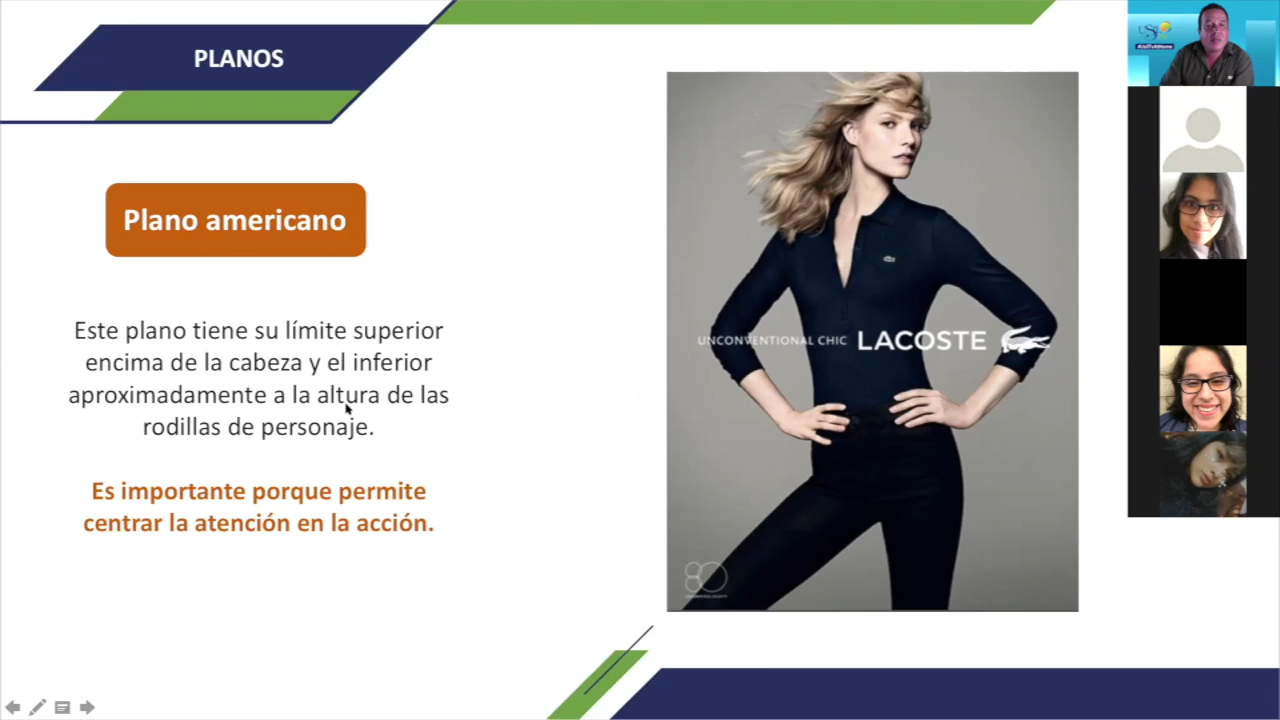 PLANOS
Plano americano
Este plano tiene su límite superior
encima de la cabeza y el inferior
aproximadamente a la altura de las
rodillas de personaje.
Es importante porque permite
centrar la atención en la acción.
UNCONVENTIONAL CHIC LACOSTE
80